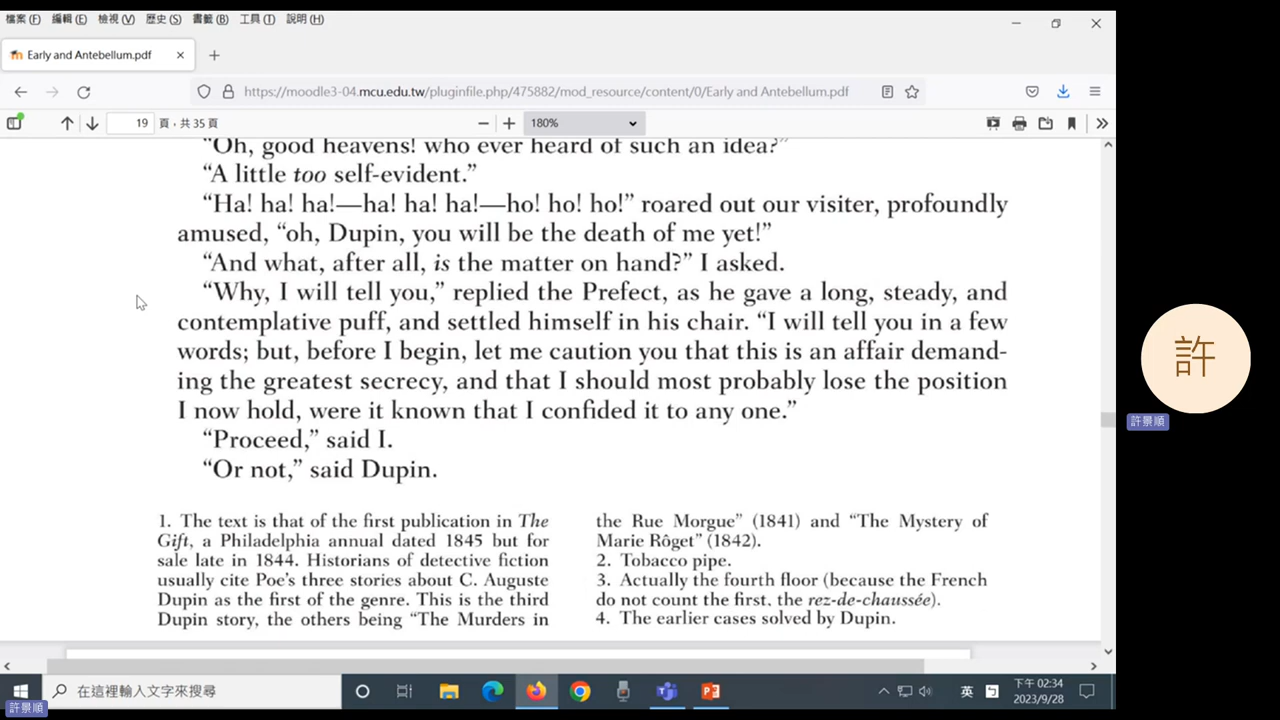 檔案(F) 編輯(E) 檢視(V) 歷史(S) 書籤(B) 工具(T) 說明(H)
Early and Antebellum.pdf
https://moodle3-04.mcu.edu.tw/pluginfile.php/475882/mod_resource/content/0/Early and Antebellum.pdf
19 頁，共 35 頁 180%
“Oh, good heavens! who ever heard of such an idea?”
“A little too self-evident.”
“Ha! ha! ha!—ha! ha! ha!—ho! ho! ho!” roared out our visiter, profoundly
amused, “oh, Dupin, you will be the death of me yet!”
“And what, after all, is the matter on hand?” I asked.
“Why, I will tell you,” replied the Prefect, as he gave a long, steady, and
contemplative puff, and settled himself in his chair. “I will tell you in a few
words; but, before I begin, let me caution you that this is an affair demand-
ing the greatest secrecy, and that I should most probably lose the position
I now hold, were it known that I confided it to any one.”
“Proceed,” said I.
“Or not,” said Dupin.
1. The text is that of the first publication in The
Gift, a Philadelphia annual dated 1845 but for
sale late in 1844. Historians of detective fiction
usually cite Poe’s three stories about C. Auguste
Dupin as the first of the genre. This is the third
Dupin story, the others being “The Murders in
the Rue Morgue” (1841) and “The Mystery of
Marie Rôget” (1842).
2. Tobacco pipe.
3. Actually the fourth floor (because the French
do not count the first, the rez-de-chaussée).
4. The earlier cases solved by Dupin.
許
許景順
在這裡輸入文字來搜尋
英
下午 02:34
2023/9/28
許景順